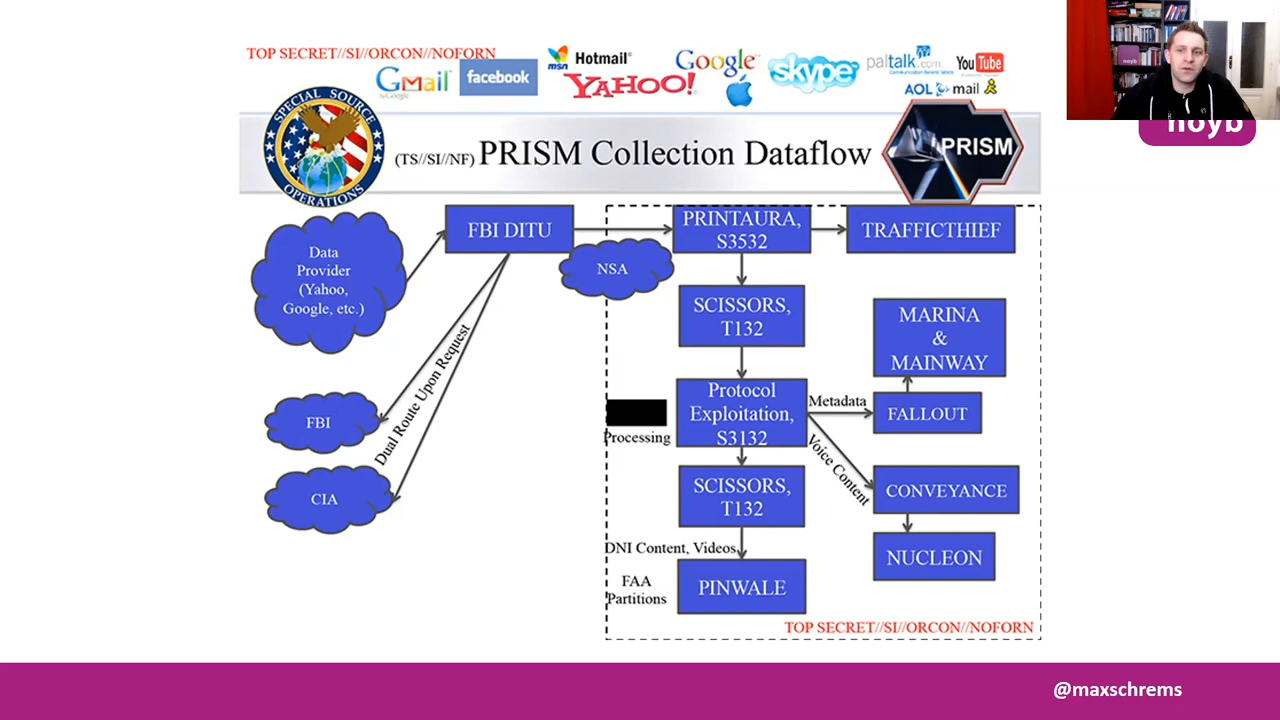 TOP SECRET//SI//ORCON//NOFORN
Gmail
by Google
facebook
msn
Hotmail®
YAHOO!
Google
skype
paltalk.com
YouTube
AOL mail
noyb
noyb
SPECIAL SOURCE
OPERATIONS
(TS//SI//NF) PRISM Collection Dataflow
PRISM
Data
Provider
(Yahoo,
Google, etc.)
FBI DITU
NSA
PRINTAURA,
S3532
TRAFFICTHIEF
SCISSORS,
T132
MARINA
&
MAINWAY
Dual Route Upon Request
FBI
CIA
Processing
Protocol
Exploitation,
S3132
Metadata
FALLOUT
Voice Content
SCISSORS,
T132
CONVEYANCE
DNI Content, Videos
NUCLEON
FAA
Partitions
PINWALE
TOP SECRET//SI//ORCON//NOFORN
@maxschrems